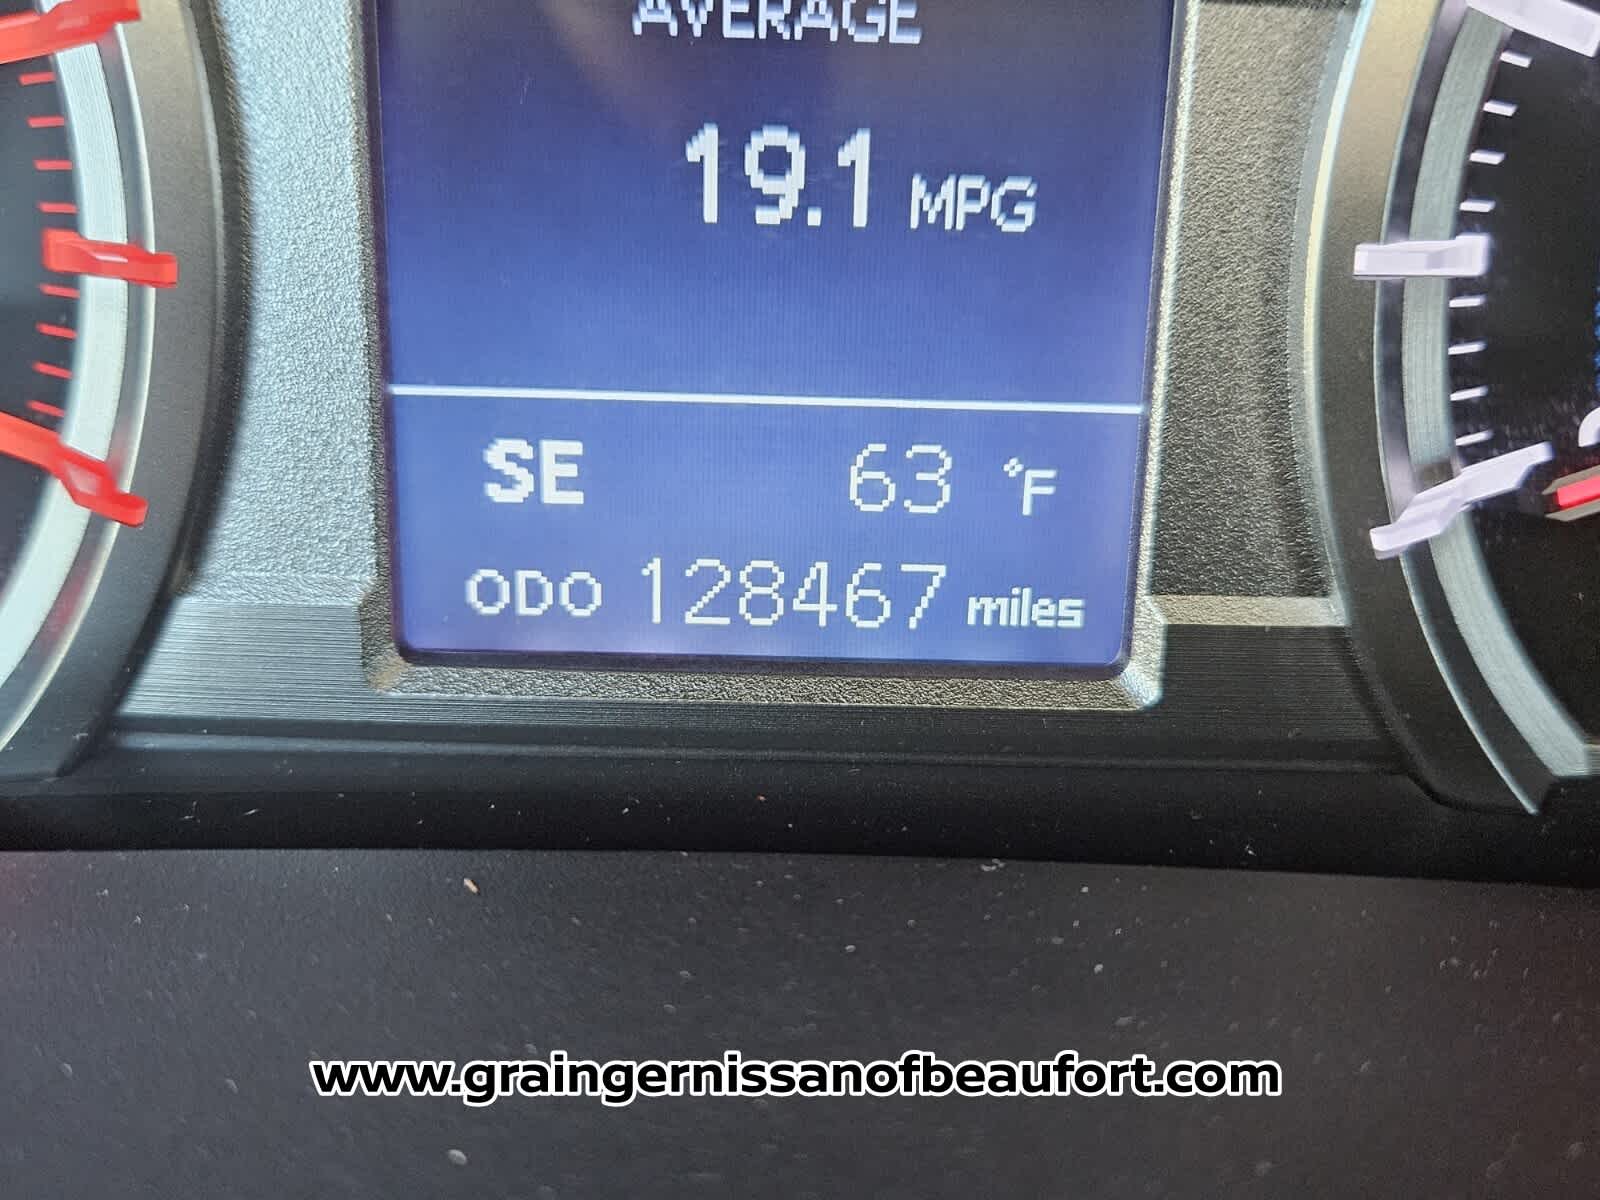 AVERAGE
19.1 MPG
SE 63 °F
ODO 128467 miles
www.graingernissanofbeaufort.com